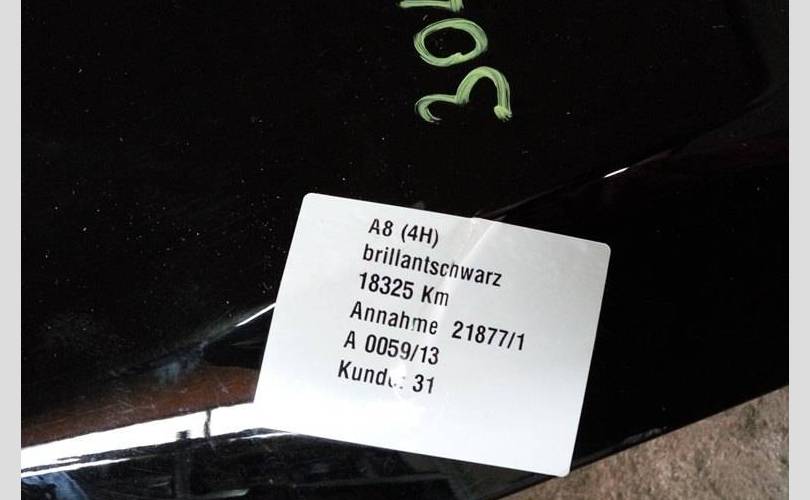 A8 (4H)
brillantschwarz
18325 Km
Annahme 21877/1
A 0059/13
Kunde: 31